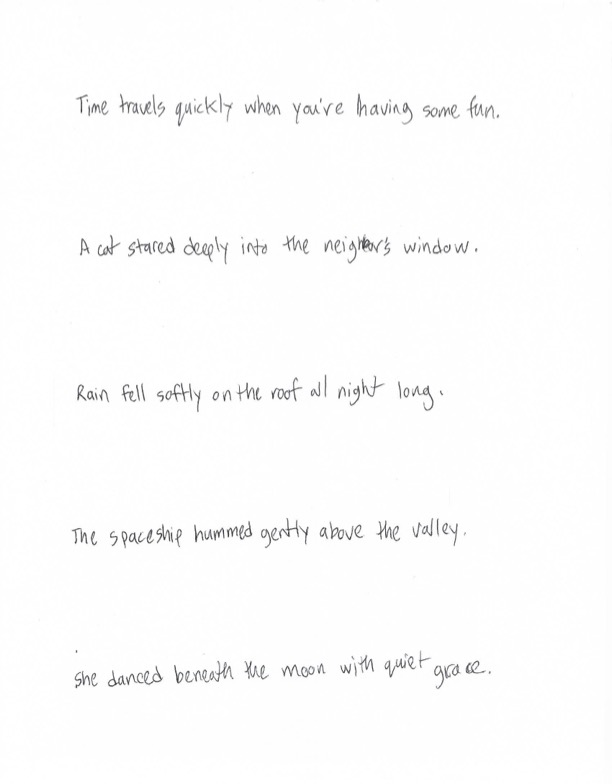 Time travels quickly when you're having some fun.
A cat stared deeply into the neighbor's window.
Rain fell softly on the roof all night long.
The spaceship hummed gently above the valley.
She danced beneath the moon with quiet grace.